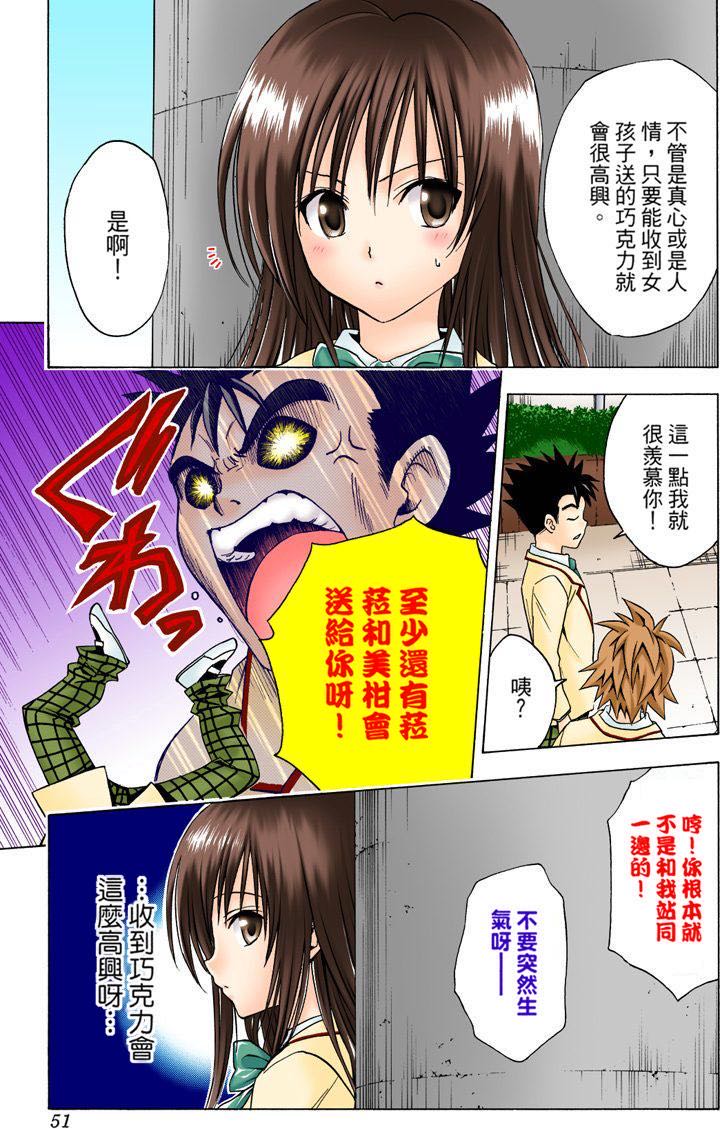 不管是真心或是人
情，只要能收到女
孩子送的巧克力就
會很高興。
是啊！
這一點我就
很羨慕你！
咦？
至少還有菈
菈和美柑會
送給你呀！
ぐわっ
哼！你根本就
不是和我站同
一邊的！
不要突然生
氣呀──
…收到巧克力會
這麼高興呀…
51